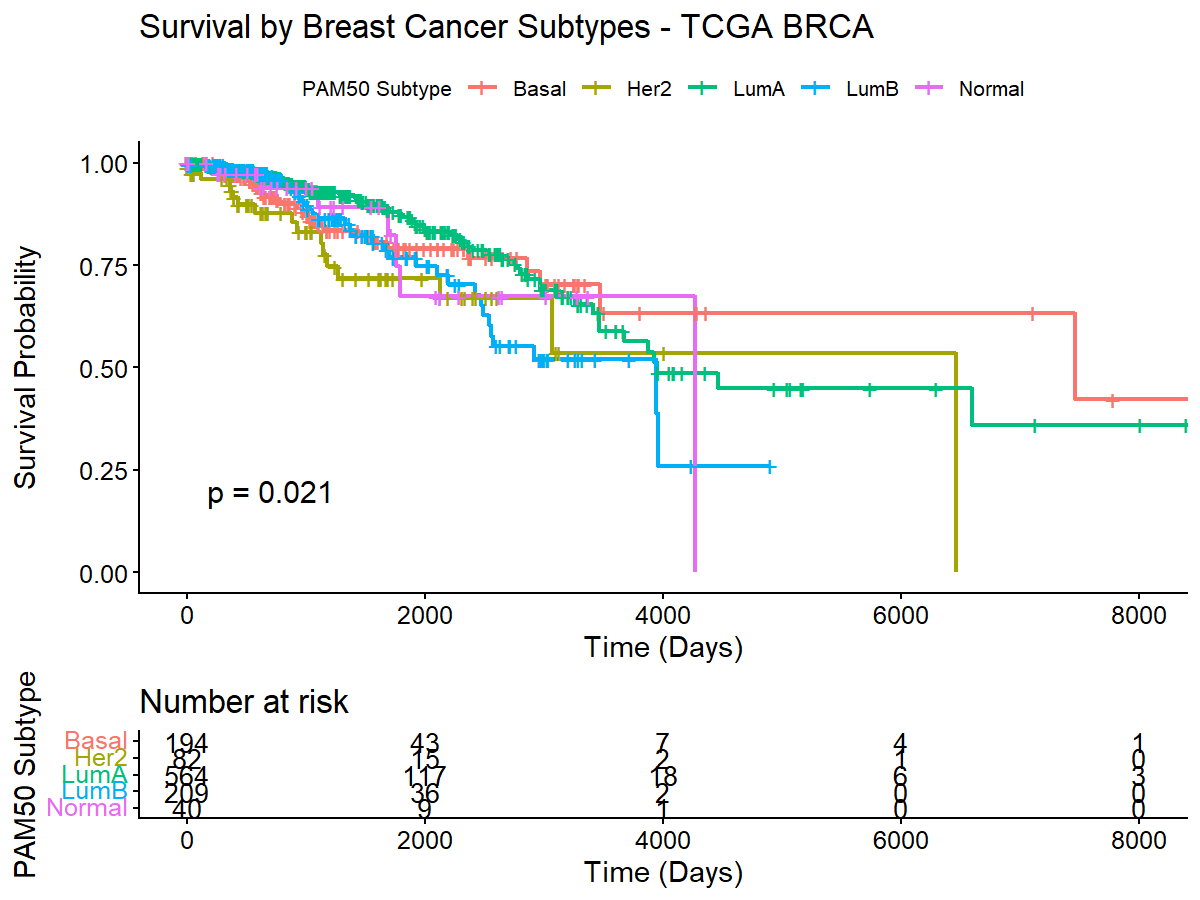 Survival by Breast Cancer Subtypes - TCGA BRCA
PAM50 Subtype Basal Her2 LumA LumB Normal
Survival Probability
1.00
0.75
0.50
0.25
0.00
p = 0.021
0 2000 4000 6000 8000
Time (Days)
Number at risk
PAM50 Subtype
Basal 194 43 7 4 1
Her2 82 15 2 1 0
LumA 564 117 18 6 3
LumB 209 36 2 0 0
Normal 40 9 1 0 0
0 2000 4000 6000 8000
Time (Days)